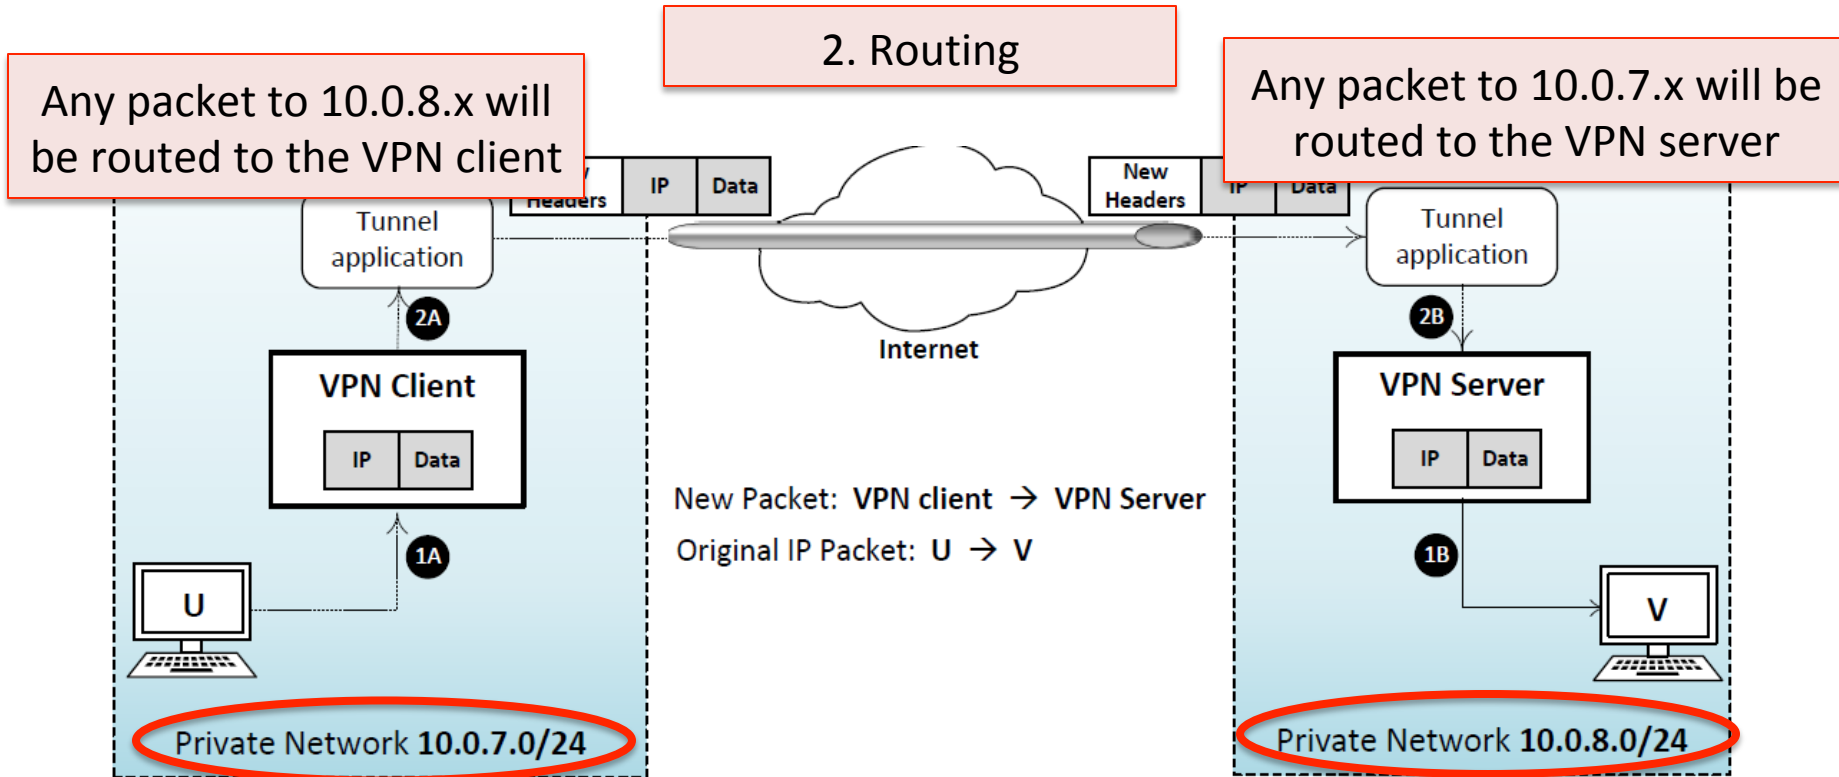 2. Routing
Any packet to 10.0.8.x will
be routed to the VPN client
Any packet to 10.0.7.x will be
routed to the VPN server
Headers
IP
Data
New
Headers
IP
Data
Tunnel
application
Tunnel
application
2A
2B
Internet
VPN Client
IP
Data
VPN Server
IP
Data
New Packet: VPN client → VPN Server
Original IP Packet: U → V
1A
1B
U
V
Private Network 10.0.7.0/24
Private Network 10.0.8.0/24